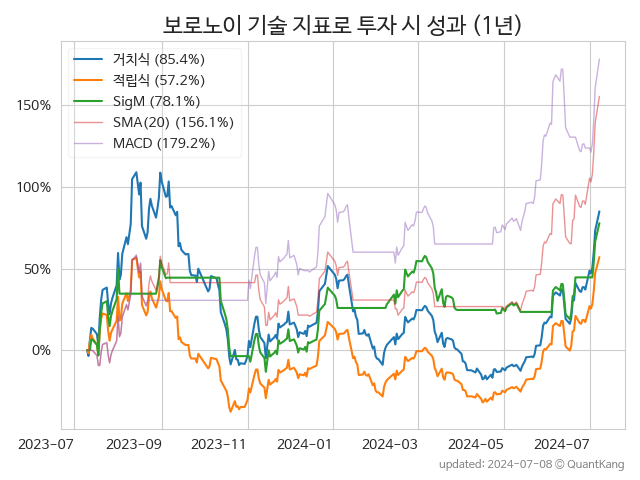 보로노이 기술 지표로 투자 시 성과 (1년)
거치식 (85.4%)
적립식 (57.2%)
SigM (78.1%)
SMA(20) (156.1%)
MACD (179.2%)
150%
100%
50%
0%
2023-07 2023-09 2023-11 2024-01 2024-03 2024-05 2024-07
updated: 2024-07-08 © QuantKang